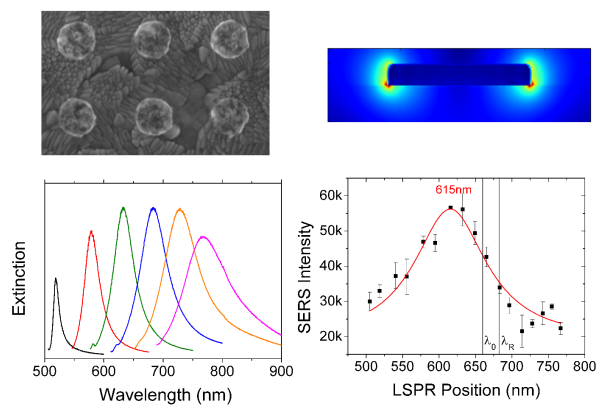 Extinction
500 600 700 800 900
Wavelength (nm)
SERS Intensity
60k
50k
40k
30k
20k
615nm
λ0 λR
500 550 600 650 700 750 800
LSPR Position (nm)